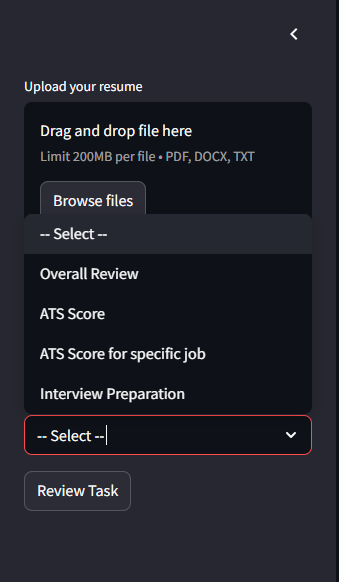 Upload your resume
Drag and drop file here
Limit 200MB per file • PDF, DOCX, TXT
Browse files
-- Select --
Overall Review
ATS Score
ATS Score for specific job
Interview Preparation
-- Select --
Review Task